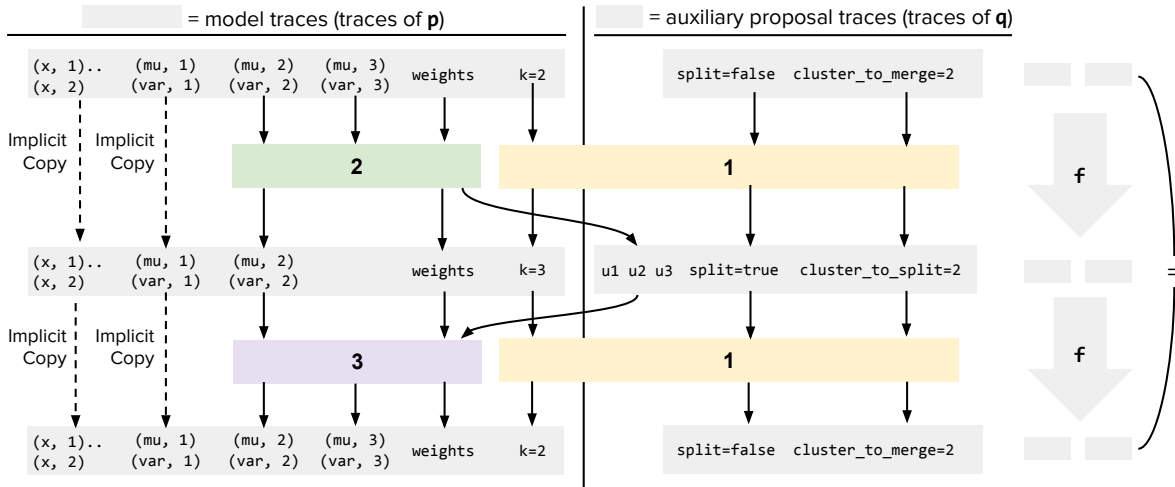 = model traces (traces of p)
= auxiliary proposal traces (traces of q)
(x, 1).. (mu, 1) (mu, 2) (mu, 3) weights k=2
(x, 2) (var, 1) (var, 2) (var, 3)
split=false cluster_to_merge=2
Implicit Copy
Implicit Copy
2
1
f
(x, 1).. (mu, 1) (mu, 2) weights k=3
(x, 2) (var, 1) (var, 2)
u1 u2 u3 split=true cluster_to_split=2
=
Implicit Copy
Implicit Copy
3
1
f
(x, 1).. (mu, 1) (mu, 2) (mu, 3) weights k=2
(x, 2) (var, 1) (var, 2) (var, 3)
split=false cluster_to_merge=2